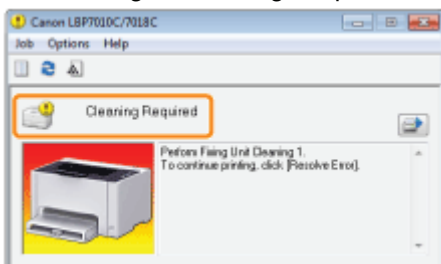 Canon LBP7010C/7018C
Job Options Help
Cleaning Required
Perform Fixing Unit Cleaning 1.
To continue printing, click [Resolve Error].